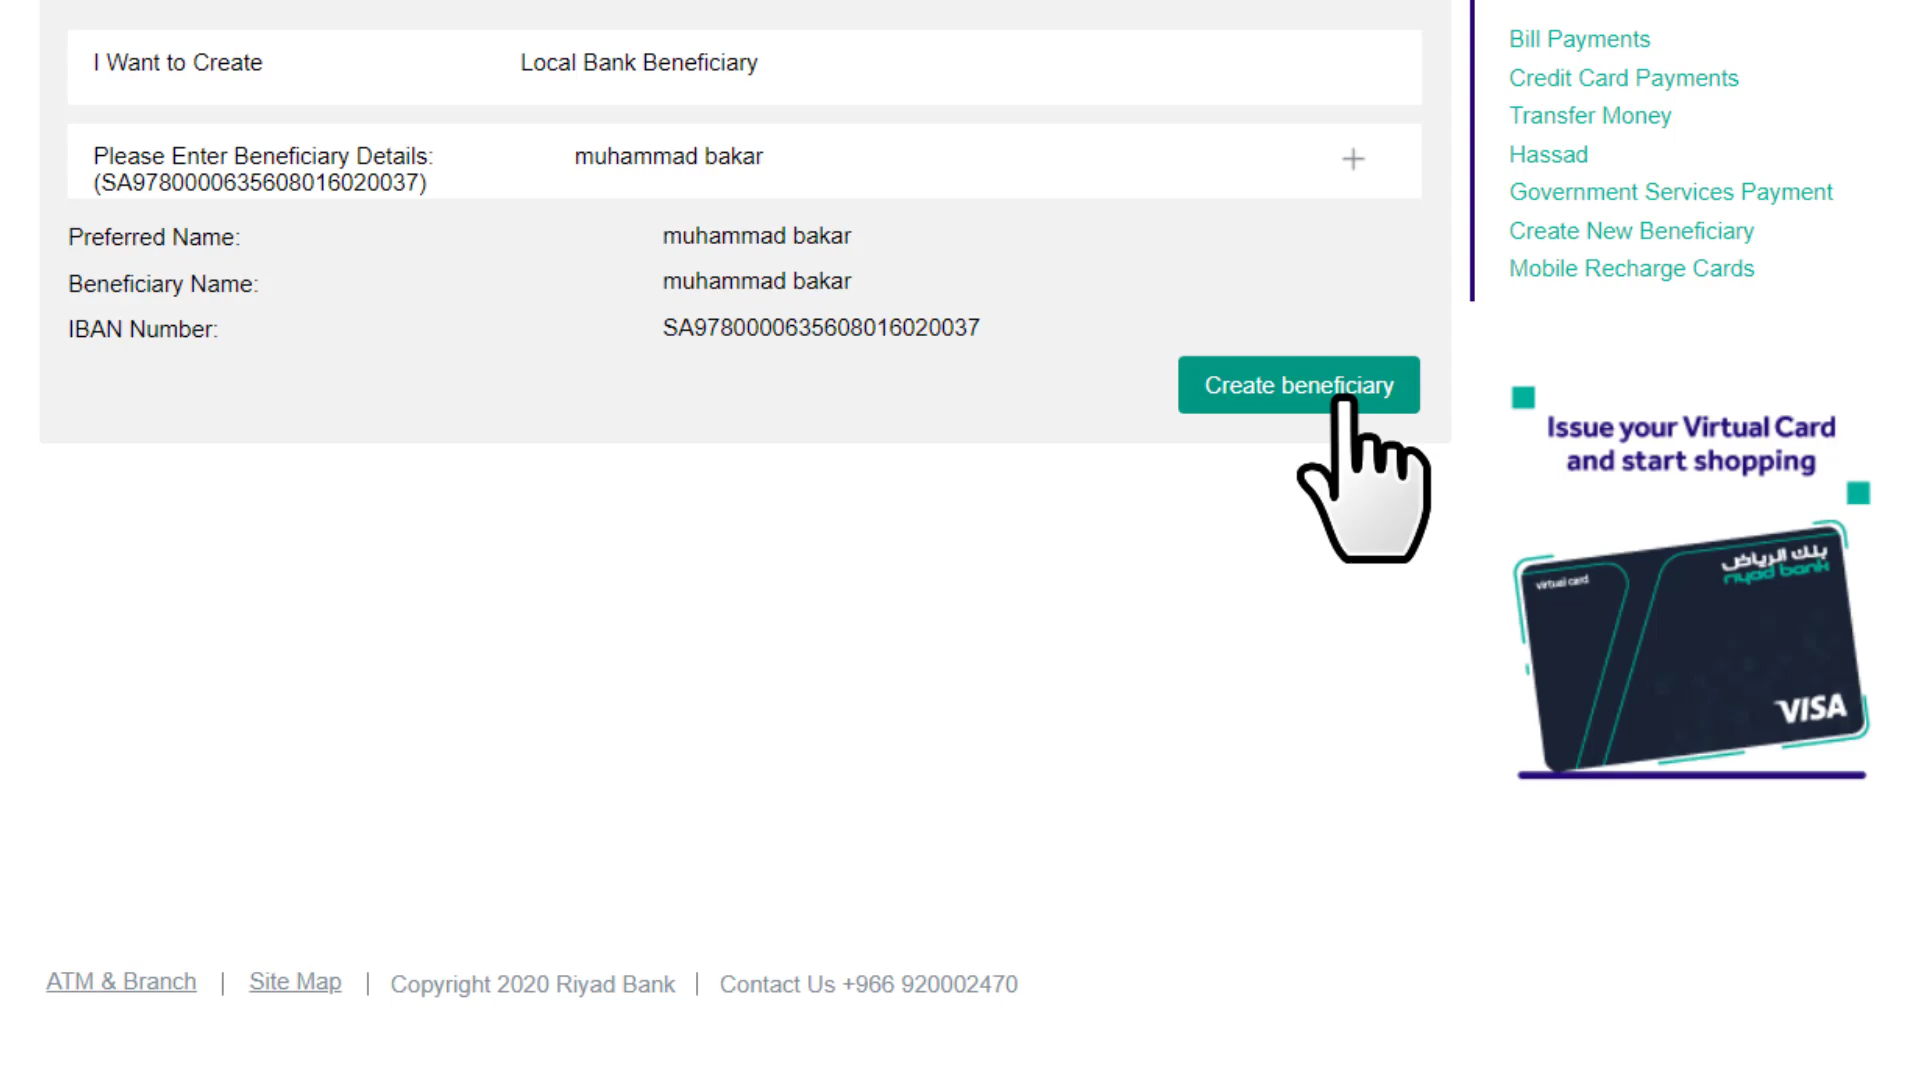 I Want to Create Local Bank Beneficiary
Please Enter Beneficiary Details: muhammad bakar
(SA9780000635608016020037)
Preferred Name: muhammad bakar
Beneficiary Name: muhammad bakar
IBAN Number: SA9780000635608016020037
Create beneficiary
Bill Payments
Credit Card Payments
Transfer Money
Hassad
Government Services Payment
Create New Beneficiary
Mobile Recharge Cards
Issue your Virtual Card
and start shopping
virtual card
بنك الرياض
riyad bank
VISA
ATM & Branch | Site Map | Copyright 2020 Riyad Bank | Contact Us +966 920002470